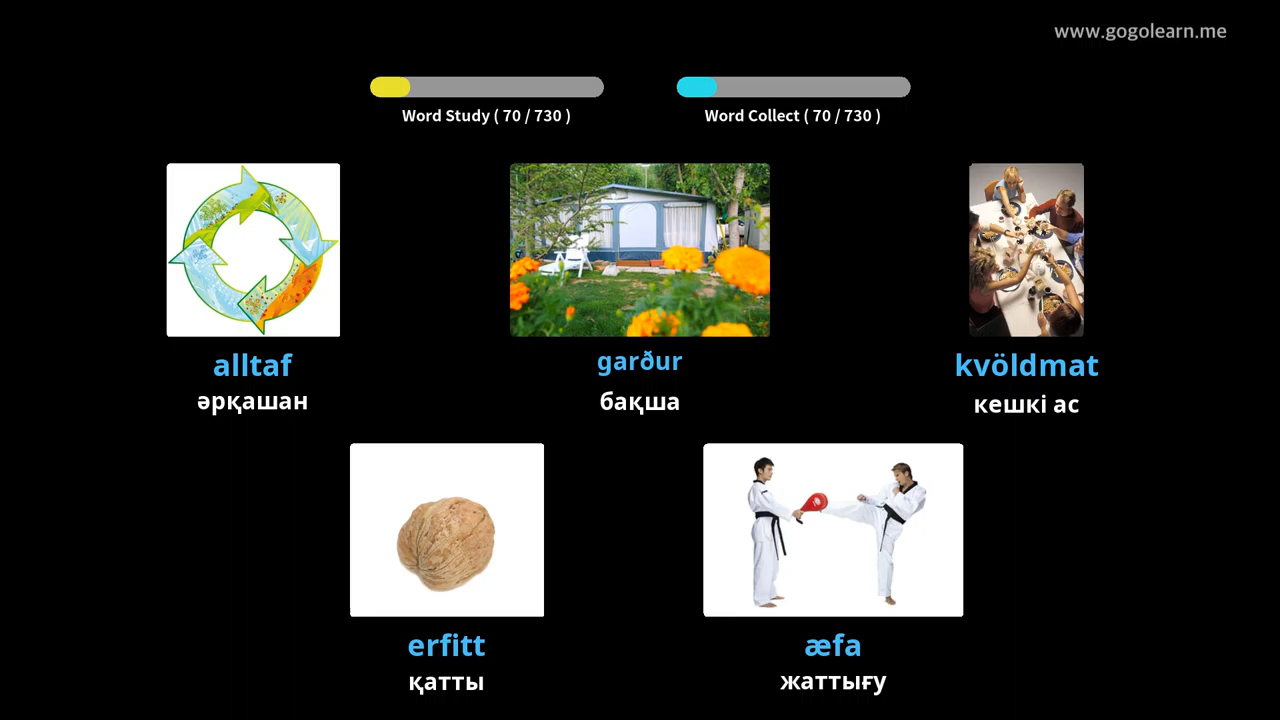 www.gogolearn.me
Word Study ( 70 / 730 )
Word Collect ( 70 / 730 )
alltaf
әрқашан
garður
бақша
kvöldmat
кешкі ас
erfitt
қатты
æfa
жаттығу